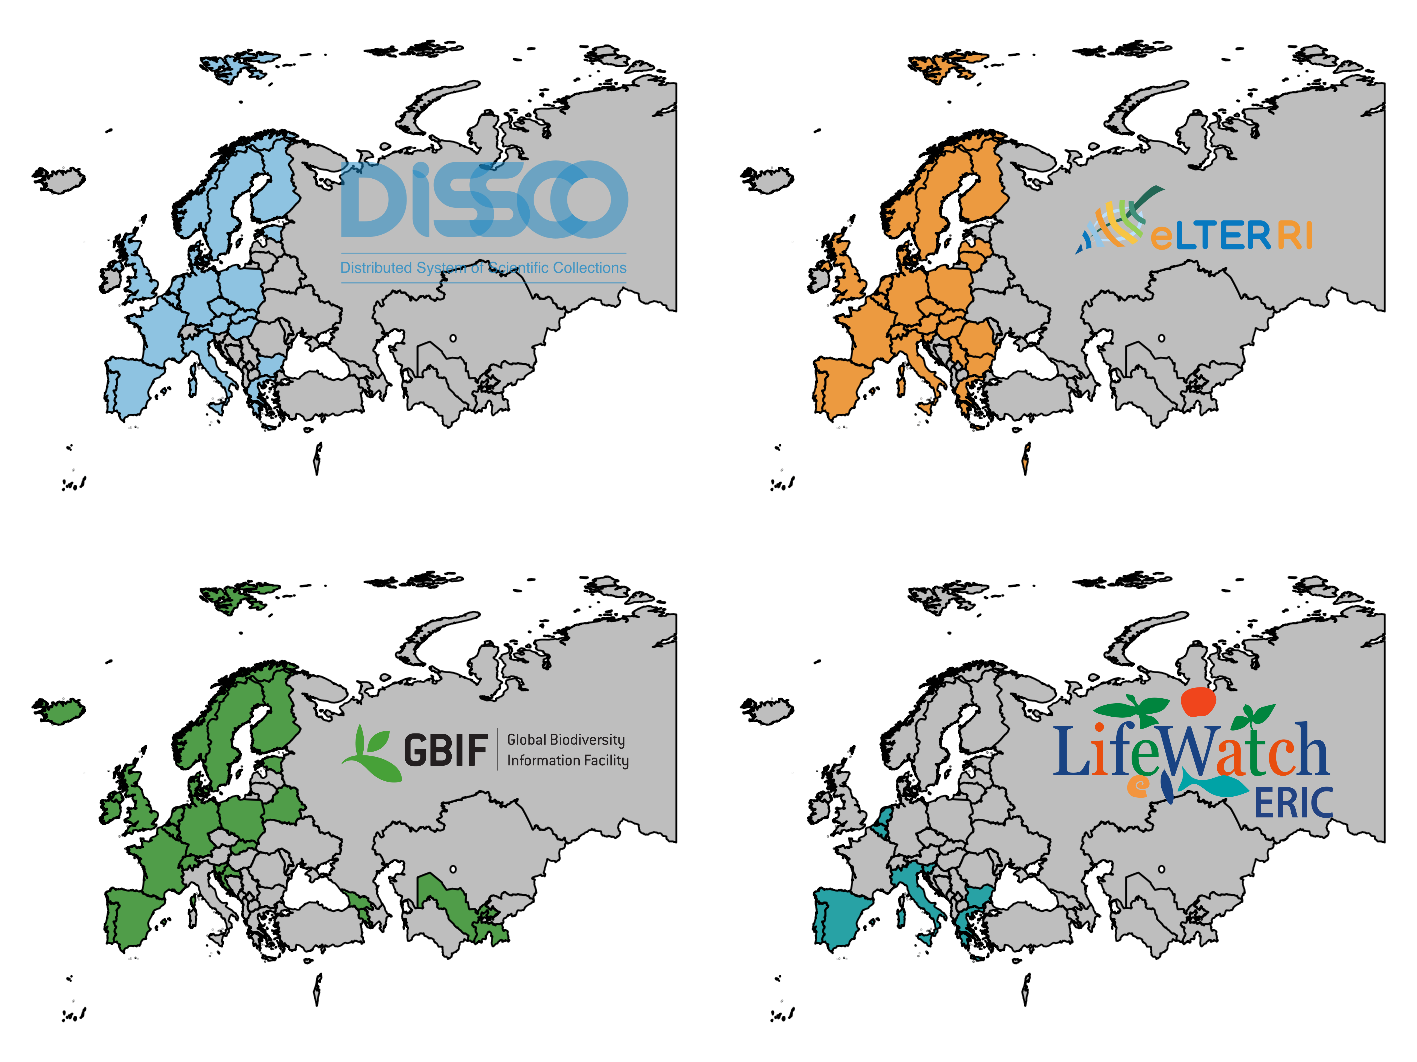 DiSSCo
Distributed System of Scientific Collections
eLTER RI
GBIF
Global Biodiversity
Information Facility
LifeWatch
ERIC